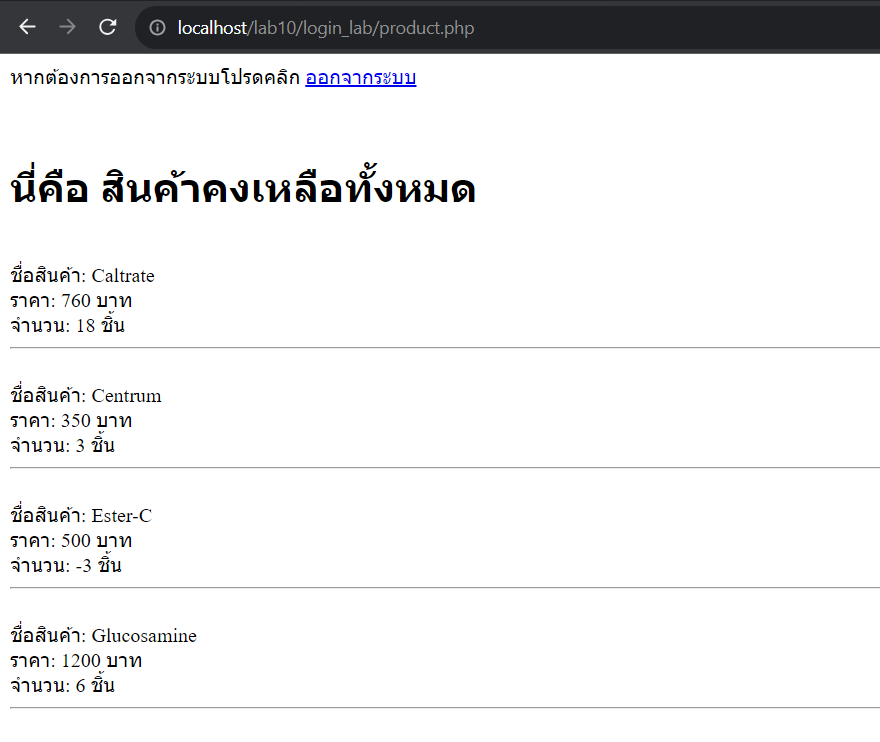 localhost/lab10/login_lab/product.php
หากต้องการออกจากระบบโปรดคลิก ออกจากระบบ
นี่คือ สินค้าคงเหลือทั้งหมด
ชื่อสินค้า: Caltrate
ราคา: 760 บาท
จำนวน: 18 ชิ้น
ชื่อสินค้า: Centrum
ราคา: 350 บาท
จำนวน: 3 ชิ้น
ชื่อสินค้า: Ester-C
ราคา: 500 บาท
จำนวน: -3 ชิ้น
ชื่อสินค้า: Glucosamine
ราคา: 1200 บาท
จำนวน: 6 ชิ้น